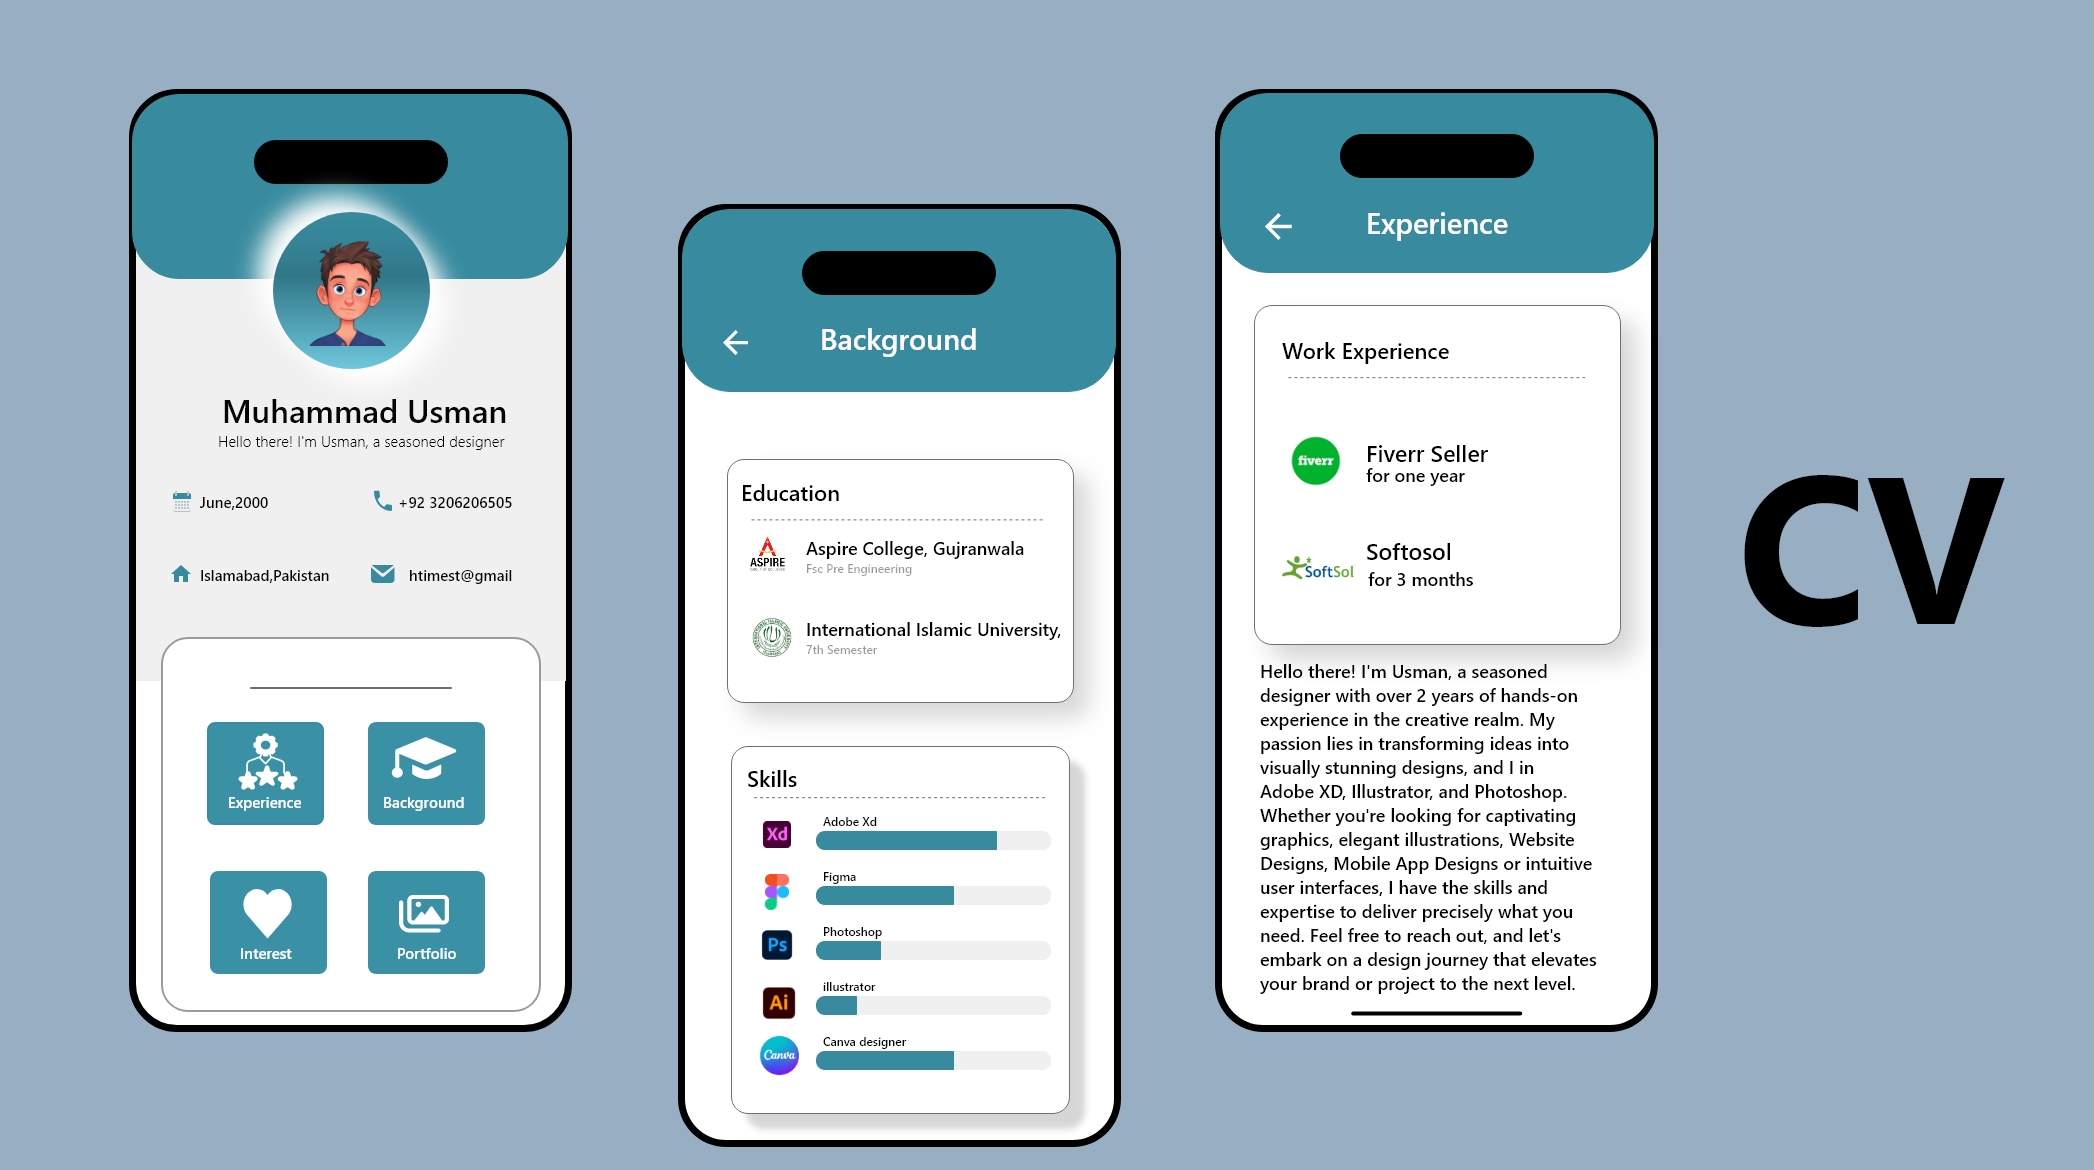 Muhammad Usman
Hello there! I'm Usman, a seasoned designer
June,2000
+92 3206206505
Islamabad,Pakistan
htimest@gmail
Experience
Background
Interest
Portfolio
Background
Education
ASPIRE
Aspire College, Gujranwala
Fsc Pre Engineering
International Islamic University,
7th Semester
Skills
Xd
Adobe Xd
Figma
Ps
Photoshop
Ai
illustrator
Canva
Canva designer
Experience
Work Experience
fiverr
Fiverr Seller
for one year
SoftSol
Softosol
for 3 months
Hello there! I'm Usman, a seasoned
designer with over 2 years of hands-on
experience in the creative realm. My
passion lies in transforming ideas into
visually stunning designs, and I in
Adobe XD, Illustrator, and Photoshop.
Whether you're looking for captivating
graphics, elegant illustrations, Website
Designs, Mobile App Designs or intuitive
user interfaces, I have the skills and
expertise to deliver precisely what you
need. Feel free to reach out, and let's
embark on a design journey that elevates
your brand or project to the next level.
CV